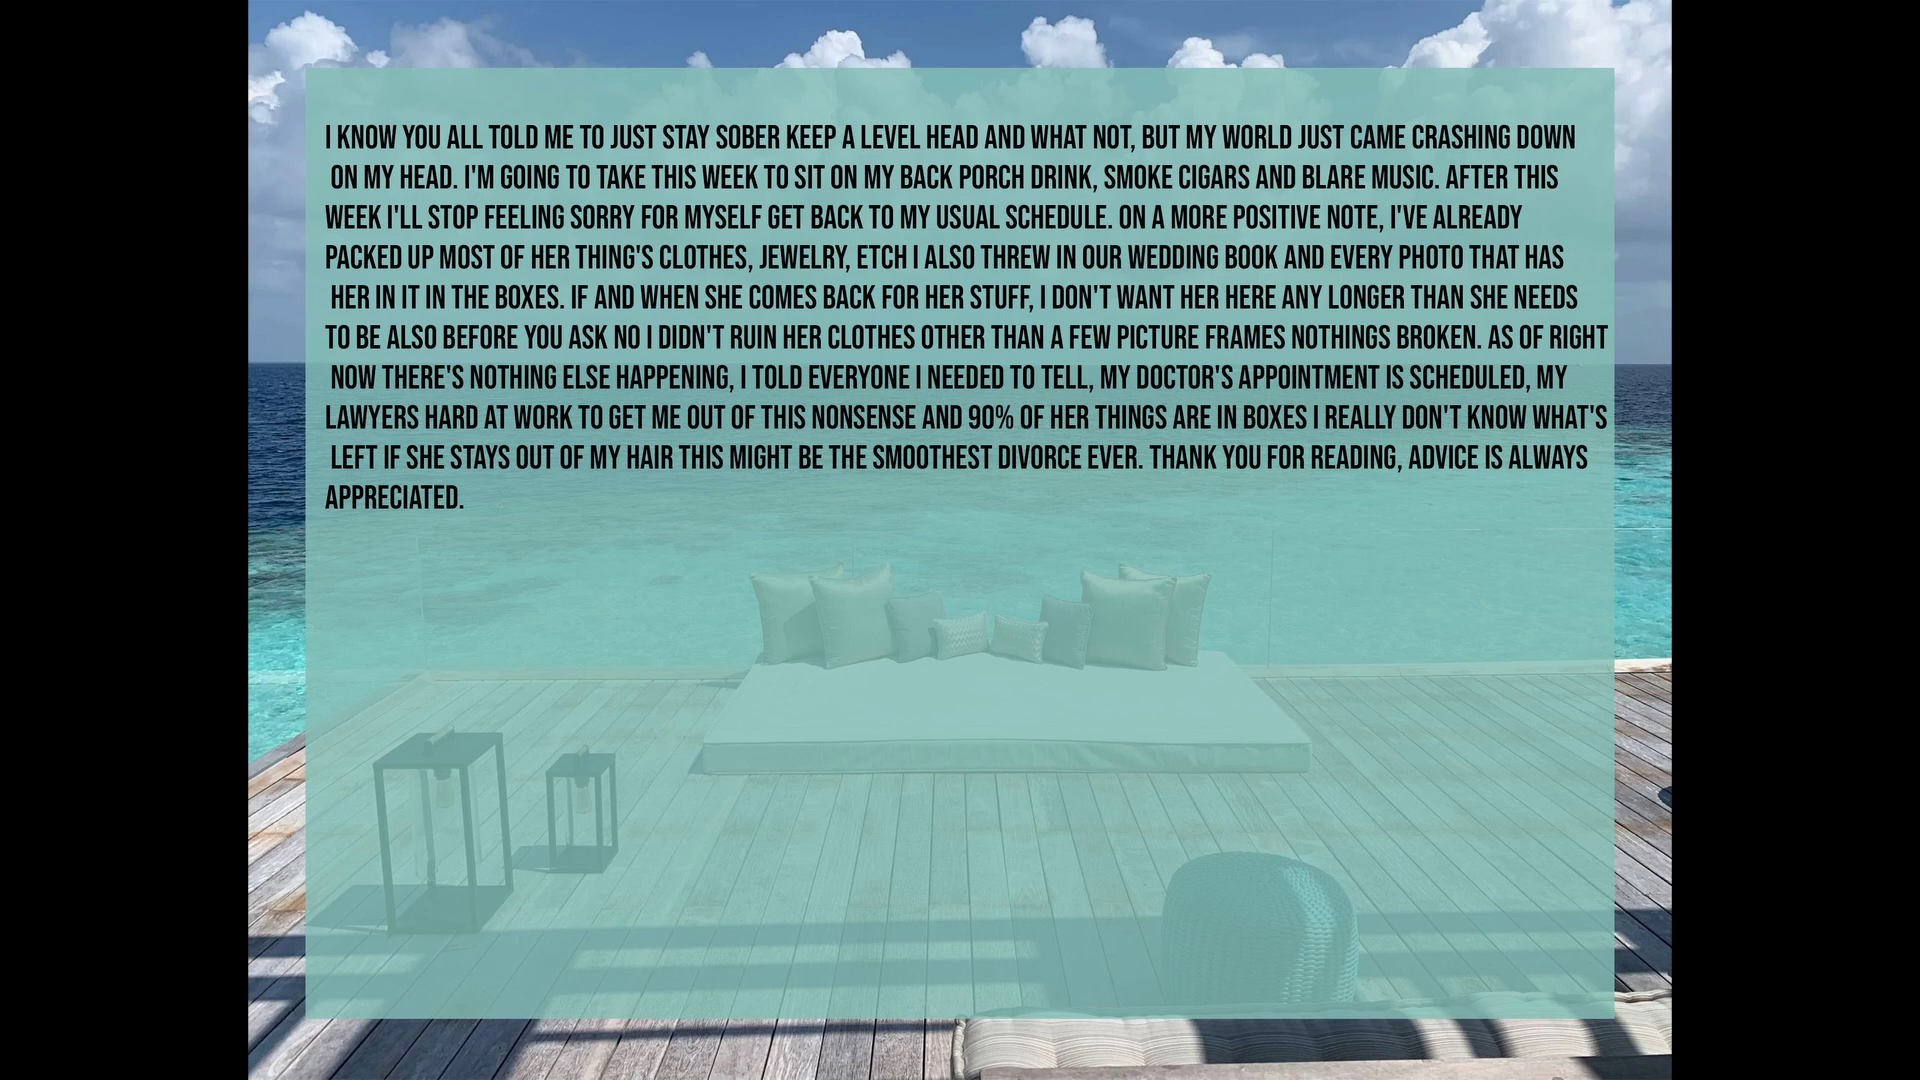 I KNOW YOU ALL TOLD ME TO JUST STAY SOBER KEEP A LEVEL HEAD AND WHAT NOT, BUT MY WORLD JUST CAME CRASHING DOWN
ON MY HEAD. I'M GOING TO TAKE THIS WEEK TO SIT ON MY BACK PORCH DRINK, SMOKE CIGARS AND BLARE MUSIC. AFTER THIS
WEEK I'LL STOP FEELING SORRY FOR MYSELF GET BACK TO MY USUAL SCHEDULE. ON A MORE POSITIVE NOTE, I'VE ALREADY
PACKED UP MOST OF HER THING'S CLOTHES, JEWELRY, ETCH I ALSO THREW IN OUR WEDDING BOOK AND EVERY PHOTO THAT HAS
HER IN IT IN THE BOXES. IF AND WHEN SHE COMES BACK FOR HER STUFF, I DON'T WANT HER HERE ANY LONGER THAN SHE NEEDS
TO BE ALSO BEFORE YOU ASK NO I DIDN'T RUIN HER CLOTHES OTHER THAN A FEW PICTURE FRAMES NOTHINGS BROKEN. AS OF RIGHT
NOW THERE'S NOTHING ELSE HAPPENING, I TOLD EVERYONE I NEEDED TO TELL, MY DOCTOR'S APPOINTMENT IS SCHEDULED, MY
LAWYERS HARD AT WORK TO GET ME OUT OF THIS NONSENSE AND 90% OF HER THINGS ARE IN BOXES I REALLY DON'T KNOW WHAT'S
LEFT IF SHE STAYS OUT OF MY HAIR THIS MIGHT BE THE SMOOTHEST DIVORCE EVER. THANK YOU FOR READING, ADVICE IS ALWAYS
APPRECIATED.